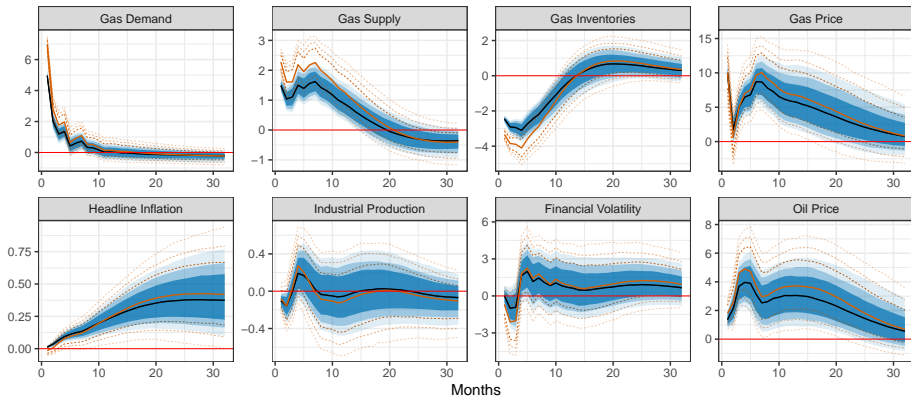 Gas Demand
Gas Supply
Gas Inventories
Gas Price
6
4
2
0
0 10 20 30
3
2
1
0
−1
0 10 20 30
2
0
−2
−4
0 10 20 30
15
10
5
0
0 10 20 30
Headline Inflation
Industrial Production
Financial Volatility
Oil Price
0.75
0.50
0.25
0.00
0 10 20 30
0.4
0.0
−0.4
0 10 20 30
6
3
0
−3
0 10 20 30
8
6
4
2
0
0 10 20 30
Months